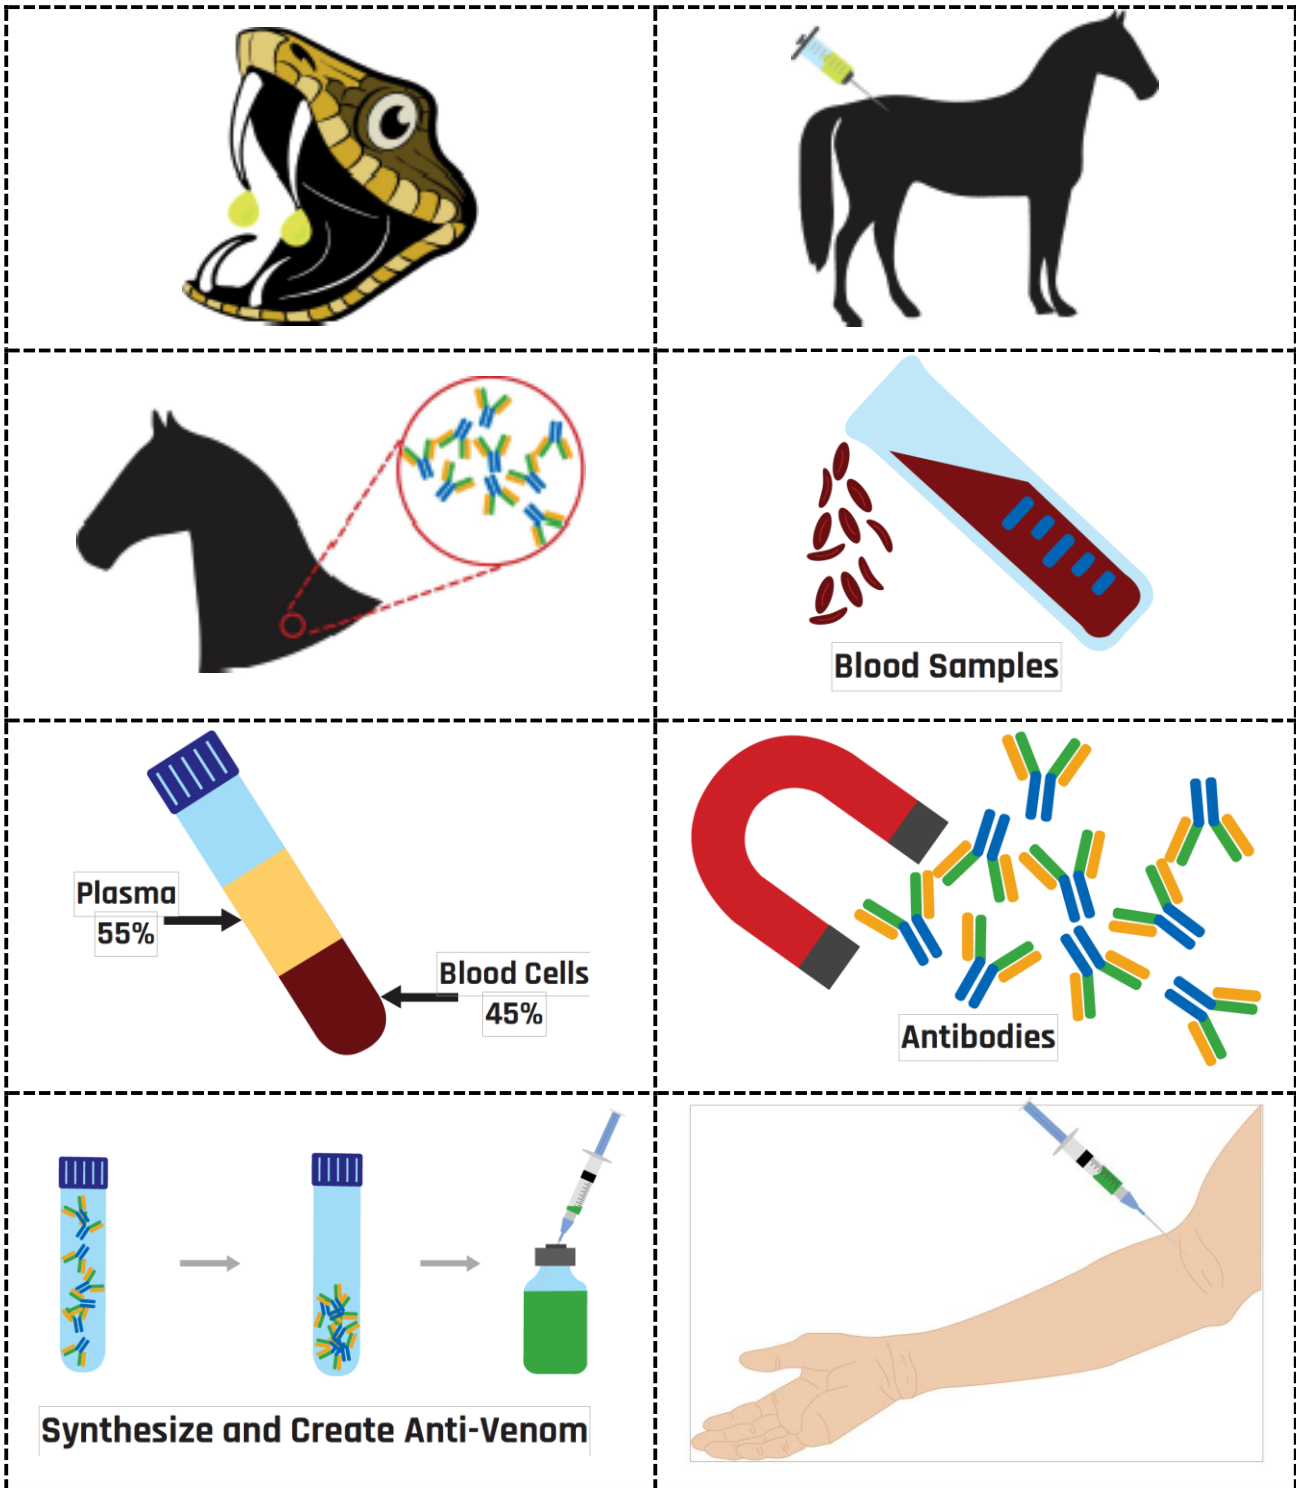 Blood Samples
Plasma
55%
Blood Cells
45%
Antibodies
Synthesize and Create Anti-Venom